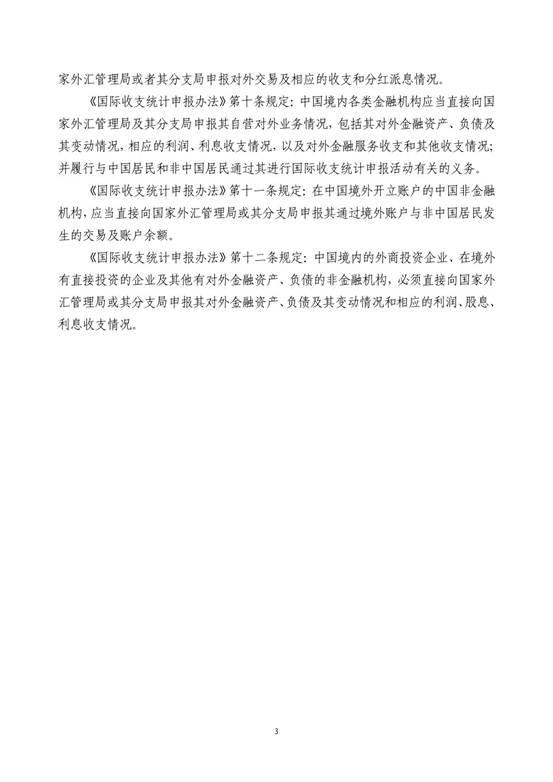 家外汇管理局或者其分支局申报对外交易及相应的收支和分红派息情况。
《国际收支统计申报办法》第十条规定：中国境内各类金融机构应当直接向国
家外汇管理局及其分支局申报其自营对外业务情况，包括其对外金融资产、负债及
其变动情况，相应的利润、利息收支情况，以及对外金融服务收支和其他收支情况；
并履行与中国居民和非中国居民通过其进行国际收支统计申报活动有关的义务。
《国际收支统计申报办法》第十一条规定：在中国境外开立账户的中国非金融
机构，应当直接向国家外汇管理局或其分支局申报其通过境外账户与非中国居民发
生的交易及账户余额。
《国际收支统计申报办法》第十二条规定：中国境内的外商投资企业、在境外
有直接投资的企业及其他有对外金融资产、负债的非金融机构，必须直接向国家外
汇管理局或其分支局申报其对外金融资产、负债及其变动情况和相应的利润、股息、
利息收支情况。
3